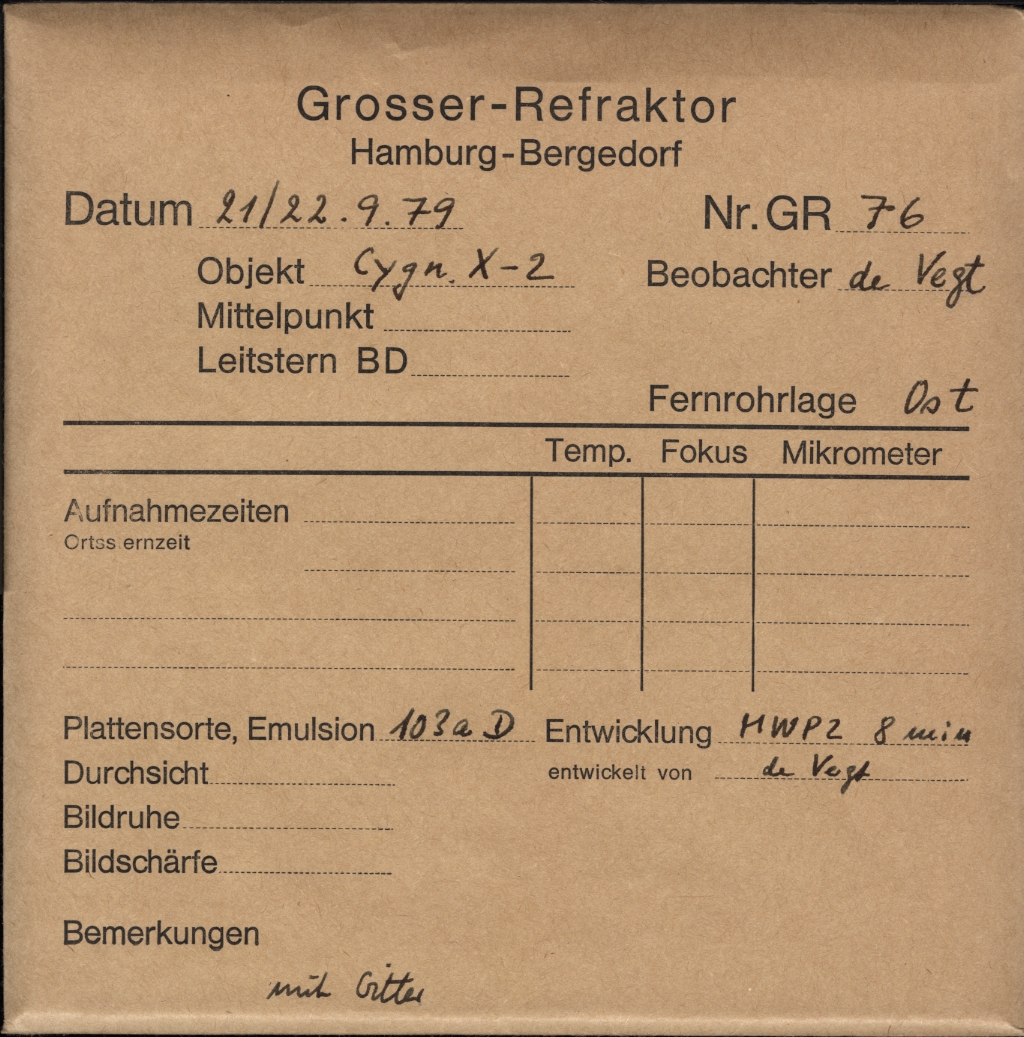 Grosser-Refraktor
Hamburg-Bergedorf
Datum 21/22.9.79 Nr. GR 76
Objekt Cygn. X-2 Beobachter de Vegt
Mittelpunkt
Leitstern BD
Fernrohrlage Ost
Temp. Fokus Mikrometer
Aufnahmezeiten
Ortss ernzeit
Plattensorte, Emulsion 103a D Entwicklung MWP2 8 min
Durchsicht entwickelt von de Vegt
Bildruhe
Bildschärfe
Bemerkungen
mit Gitter